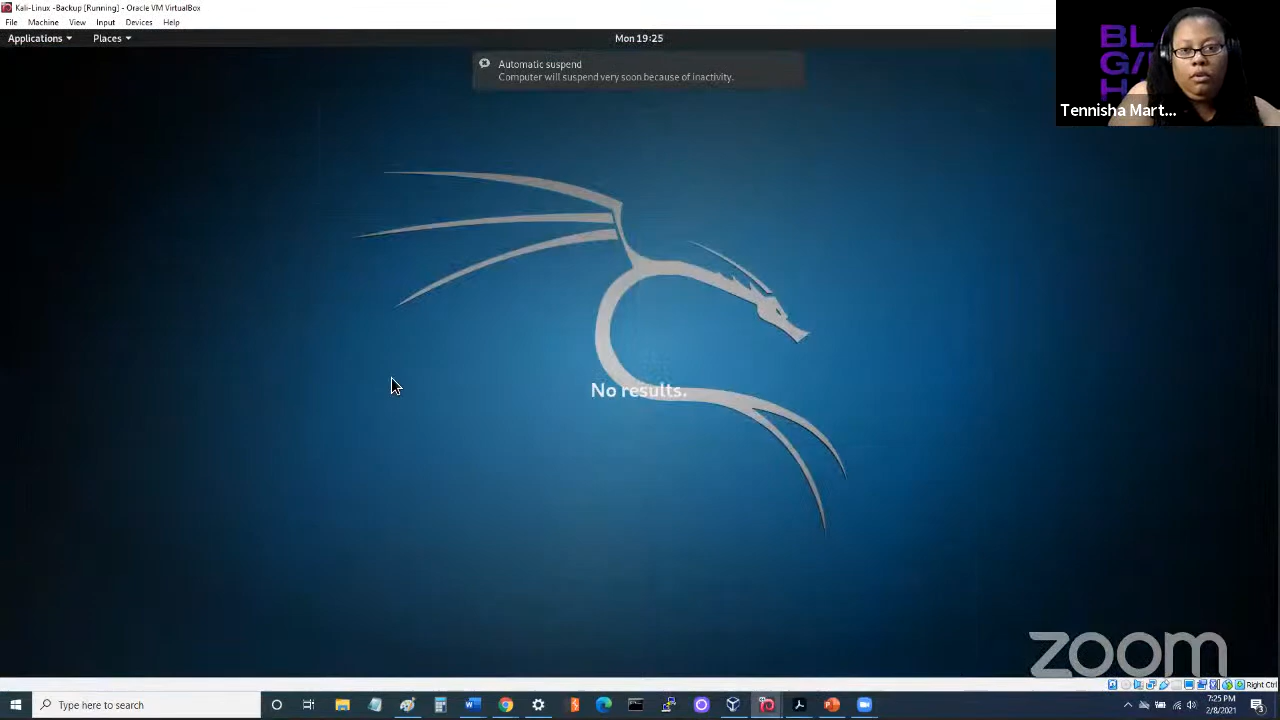 Kali-Linux -Backup [Running] - Oracle VM VirtualBox
File Machine View Input Devices Help
Applications Places Mon 19:25
BL
G/
H
Tennisha Mart...
Automatic suspend
Computer will suspend very soon because of inactivity.
No results.
zoom
Right Ctrl
Type here to search
7:25 PM
2/8/2021